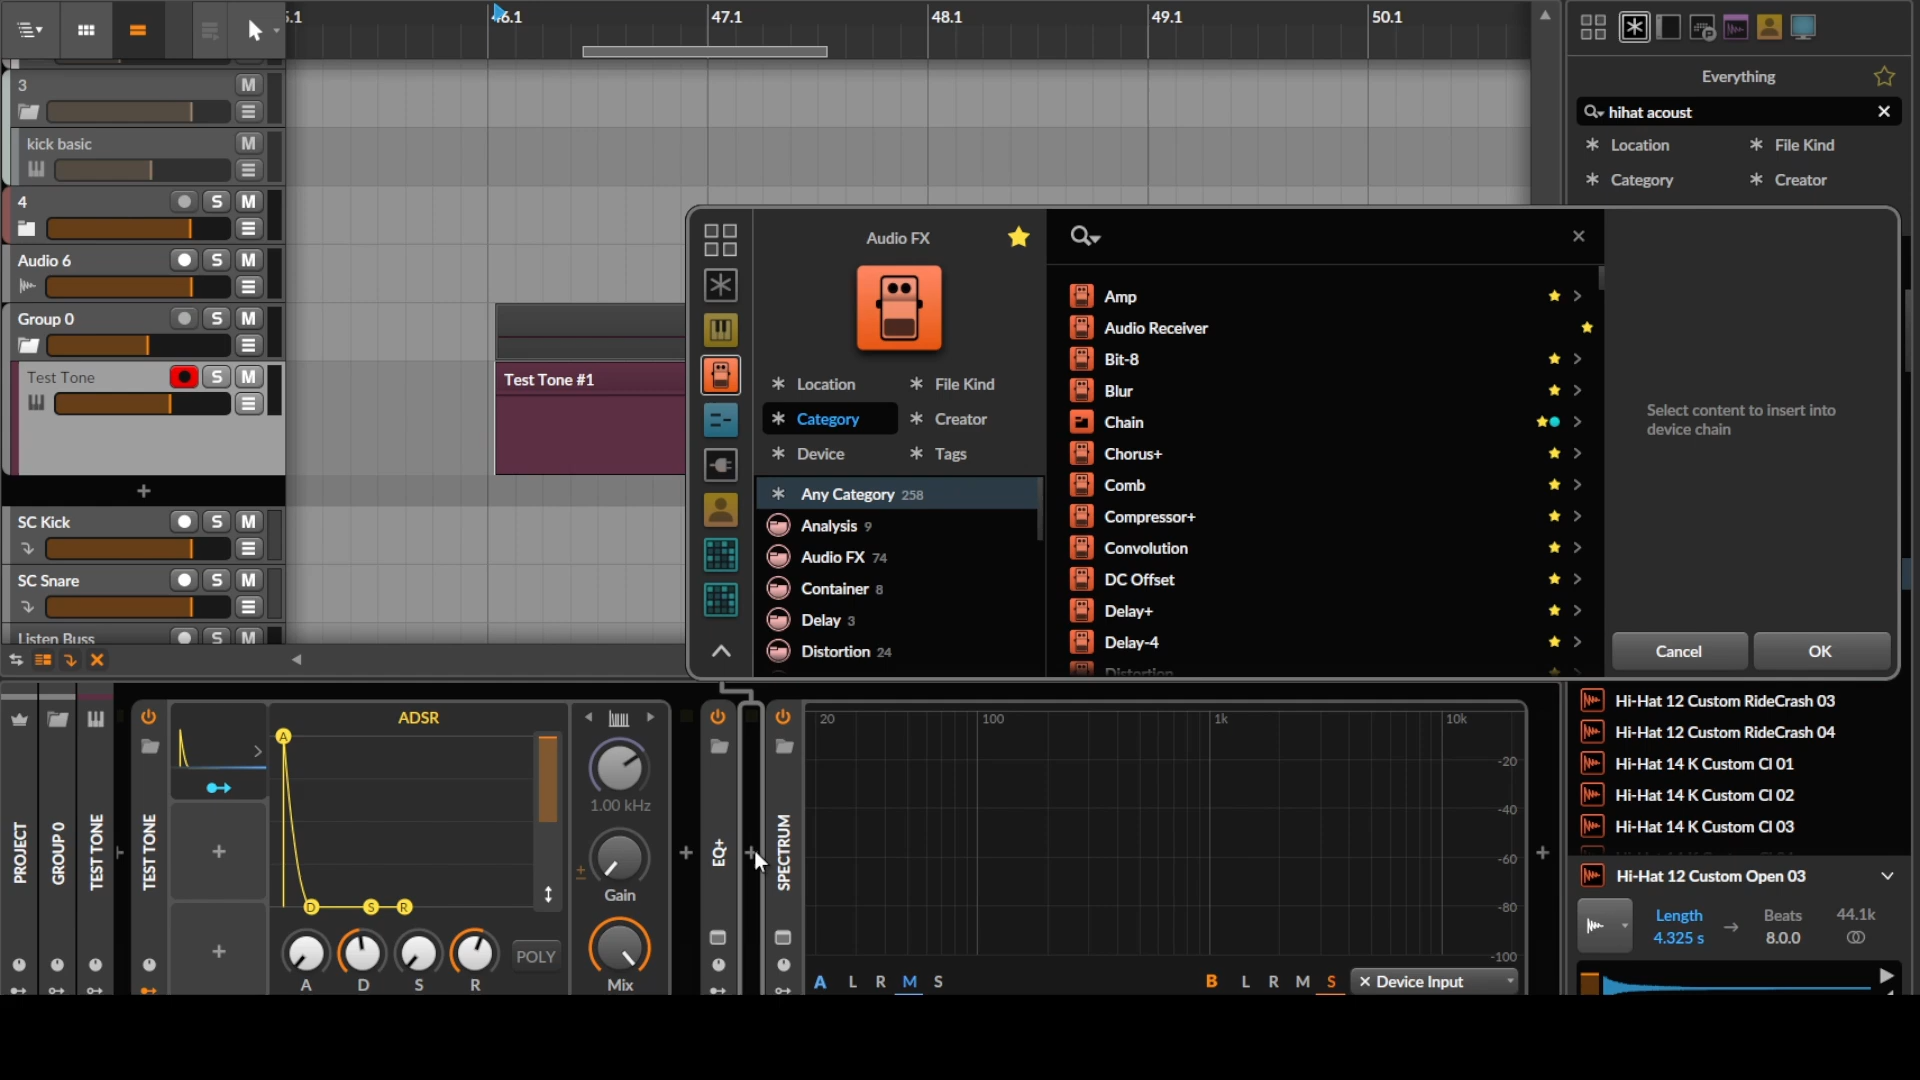 5.1
46.1
47.1
48.1
49.1
50.1
3
M
kick basic
M
4
S M
Audio 6
S M
Group 0
S M
Test Tone
S M
Test Tone #1
SC Kick
S M
SC Snare
S M
Listen Buss
S M
Everything
hihat acoust
Location
File Kind
Category
Creator
Audio FX
Location
File Kind
Category
Creator
Device
Tags
Any Category 258
Analysis 9
Audio FX 74
Container 8
Delay 3
Distortion 24
Amp
Audio Receiver
Bit-8
Blur
Chain
Chorus+
Comb
Compressor+
Convolution
DC Offset
Delay+
Delay-4
Distortion
Select content to insert into
device chain
Cancel
OK
PROJECT
GROUP 0
TEST TONE
TEST TONE
ADSR
A
D
S
R
A
D
S
R
POLY
1.00 kHz
Gain
Mix
EQ+
SPECTRUM
20
100
1k
10k
-20
-40
-60
-80
-100
A L R M S
B L R M S
Device Input
Hi-Hat 12 Custom RideCrash 03
Hi-Hat 12 Custom RideCrash 04
Hi-Hat 14 K Custom Cl 01
Hi-Hat 14 K Custom Cl 02
Hi-Hat 14 K Custom Cl 03
Hi-Hat 12 Custom Open 03
Length
4.325 s
Beats
8.0.0
44.1k